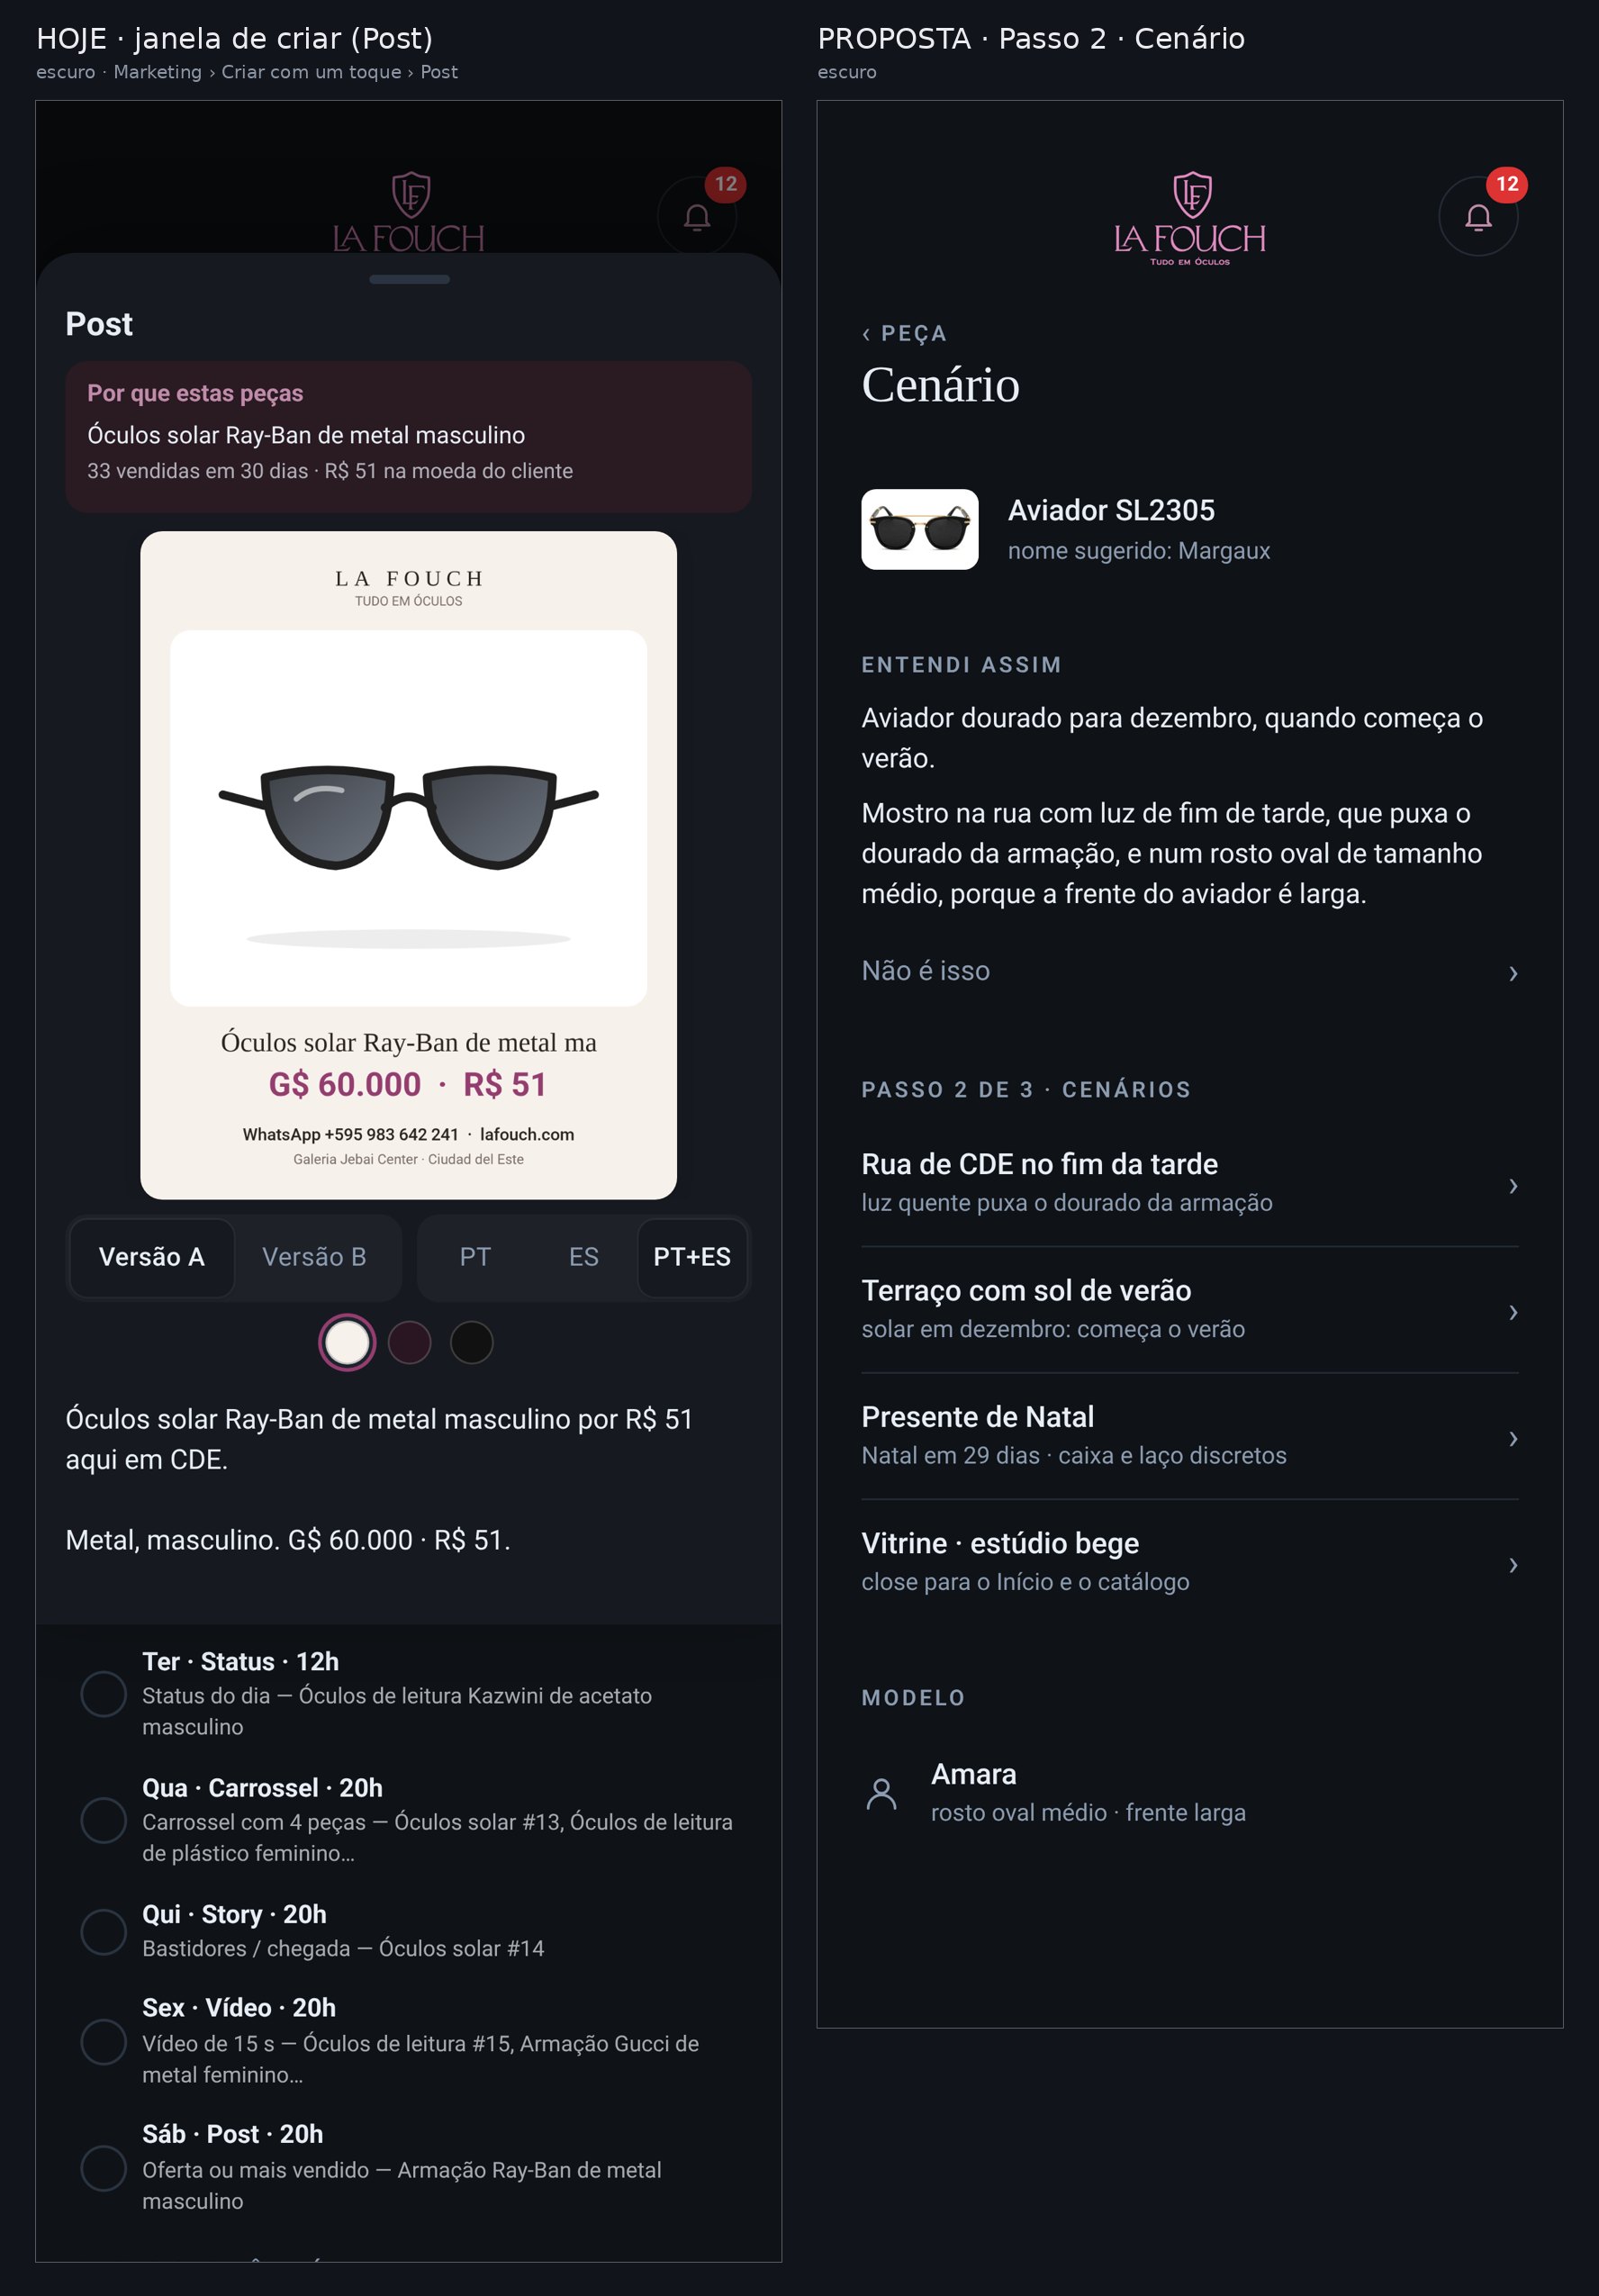 HOJE · janela de criar (Post)
escuro · Marketing › Criar com um toque › Post
LF
12
LA FOUCH
Post
Por que estas peças
Óculos solar Ray-Ban de metal masculino
33 vendidas em 30 dias · R$ 51 na moeda do cliente
LA FOUCH
TUDO EM ÓCULOS
Óculos solar Ray-Ban de metal ma
G$ 60.000 · R$ 51
WhatsApp +595 983 642 241 · lafouch.com
Galeria Jebai Center · Ciudad del Este
Versão A
Versão B
PT
ES
PT+ES
Óculos solar Ray-Ban de metal masculino por R$ 51
aqui em CDE.
Metal, masculino. G$ 60.000 · R$ 51.
Ter · Status · 12h
Status do dia — Óculos de leitura Kazwini de acetato
masculino
Qua · Carrossel · 20h
Carrossel com 4 peças — Óculos solar #13, Óculos de leitura
de plástico feminino…
Qui · Story · 20h
Bastidores / chegada — Óculos solar #14
Sex · Vídeo · 20h
Vídeo de 15 s — Óculos de leitura #15, Armação Gucci de
metal feminino…
Sáb · Post · 20h
Oferta ou mais vendido — Armação Ray-Ban de metal
masculino
PROPOSTA · Passo 2 · Cenário
escuro
LF
12
LA FOUCH
TUDO EM ÓCULOS
‹ PEÇA
Cenário
Aviador SL2305
nome sugerido: Margaux
ENTENDI ASSIM
Aviador dourado para dezembro, quando começa o
verão.
Mostro na rua com luz de fim de tarde, que puxa o
dourado da armação, e num rosto oval de tamanho
médio, porque a frente do aviador é larga.
Não é isso ›
PASSO 2 DE 3 · CENÁRIOS
Rua de CDE no fim da tarde ›
luz quente puxa o dourado da armação
Terraço com sol de verão ›
solar em dezembro: começa o verão
Presente de Natal ›
Natal em 29 dias · caixa e laço discretos
Vitrine · estúdio bege ›
close para o Início e o catálogo
MODELO
Amara
rosto oval médio · frente larga